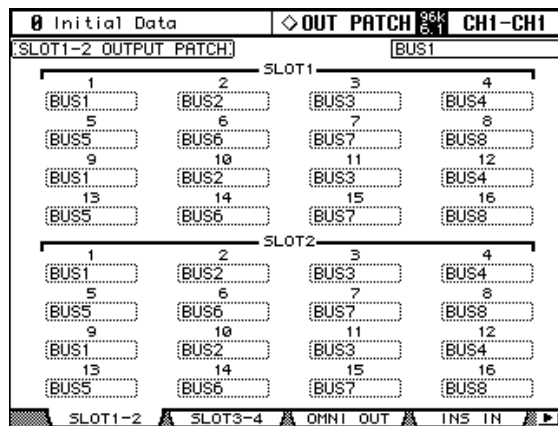 0 Initial Data ◇OUT PATCH 96k 6.1 CH1-CH1
SLOT1-2 OUTPUT PATCH BUS1
SLOT1
1 2 3 4
BUS1 BUS2 BUS3 BUS4
5 6 7 8
BUS5 BUS6 BUS7 BUS8
9 10 11 12
BUS1 BUS2 BUS3 BUS4
13 14 15 16
BUS5 BUS6 BUS7 BUS8
SLOT2
1 2 3 4
BUS1 BUS2 BUS3 BUS4
5 6 7 8
BUS5 BUS6 BUS7 BUS8
9 10 11 12
BUS1 BUS2 BUS3 BUS4
13 14 15 16
BUS5 BUS6 BUS7 BUS8
SLOT1-2 SLOT3-4 OMNI OUT INS IN